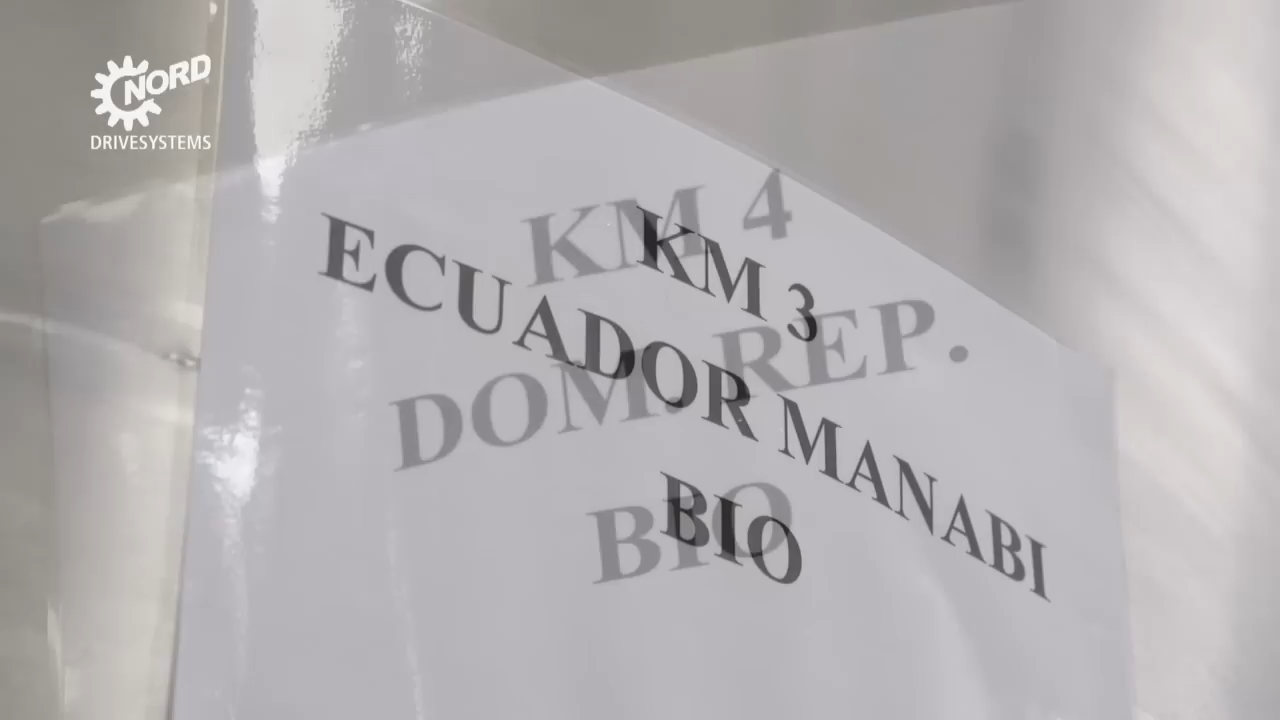 NORD
DRIVESYSTEMS
KM 4
DOM. REP.
BIO
KM 3
ECUADOR MANABI
BIO